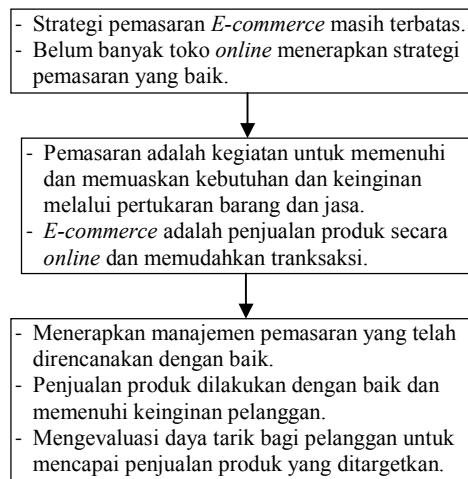 - Strategi pemasaran E-commerce masih terbatas.
- Belum banyak toko online menerapkan strategi
pemasaran yang baik.
- Pemasaran adalah kegiatan untuk memenuhi
dan memuaskan kebutuhan dan keinginan
melalui pertukaran barang dan jasa.
- E-commerce adalah penjualan produk secara
online dan memudahkan tranksaksi.
- Menerapkan manajemen pemasaran yang telah
direncanakan dengan baik.
- Penjualan produk dilakukan dengan baik dan
memenuhi keinginan pelanggan.
- Mengevaluasi daya tarik bagi pelanggan untuk
mencapai penjualan produk yang ditargetkan.